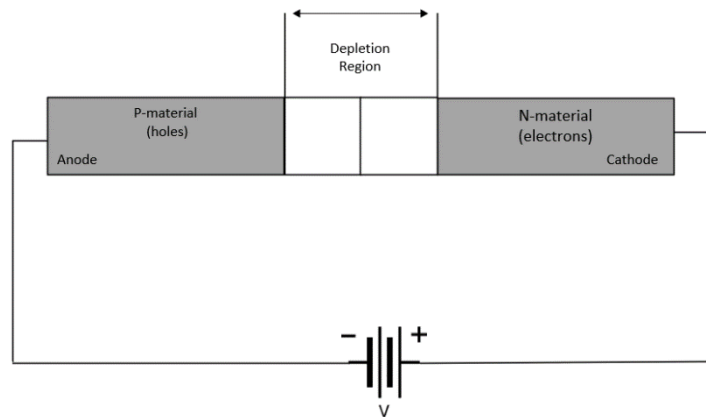 Depletion
Region
P-material
(holes)
Anode
N-material
(electrons)
Cathode
− +
V